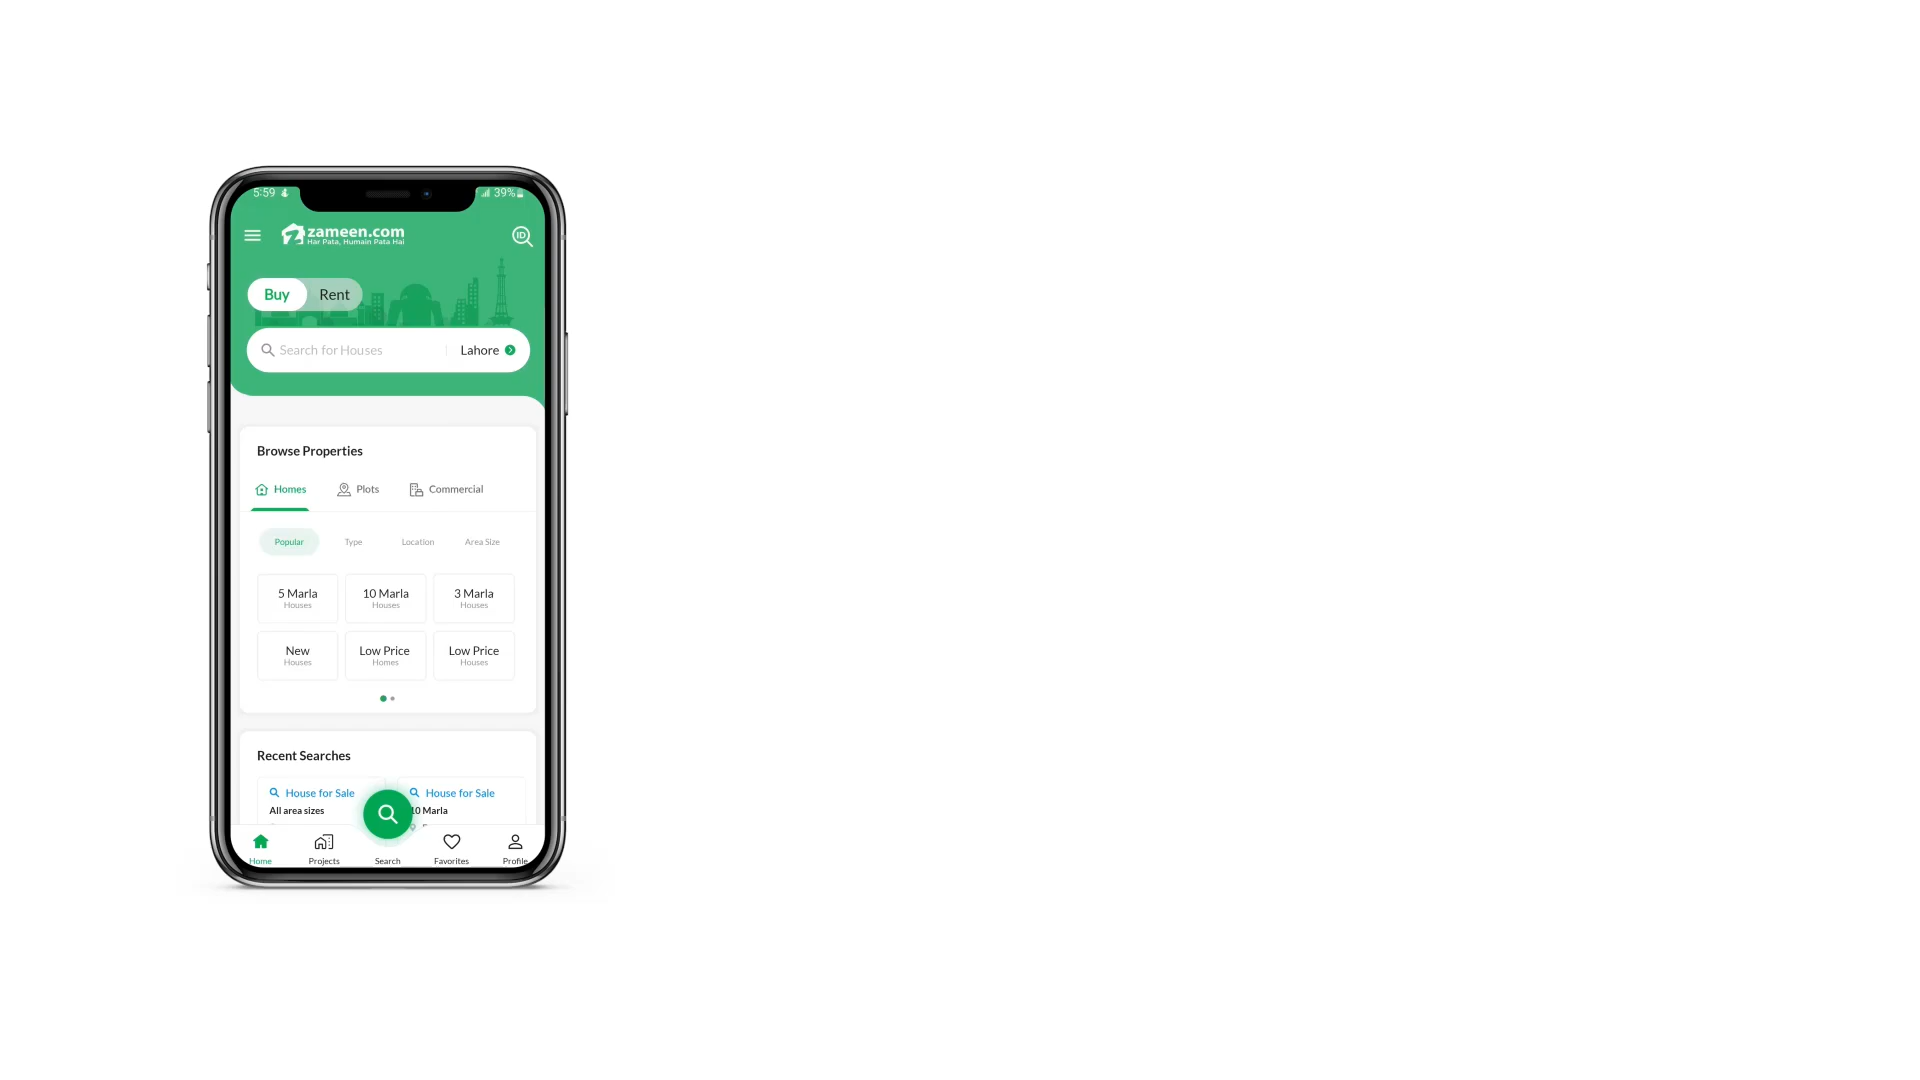 5:59
39%
zameen.com
Har Pata, Humain Pata Hai
ID
Buy Rent
Search for Houses Lahore
Browse Properties
Homes Plots Commercial
Popular Type Location Area Size
5 Marla 10 Marla 3 Marla
Houses Houses Houses
New Low Price Low Price
Houses Homes Houses
Recent Searches
House for Sale House for Sale
All area sizes 10 Marla
Home Projects Search Favorites Profile